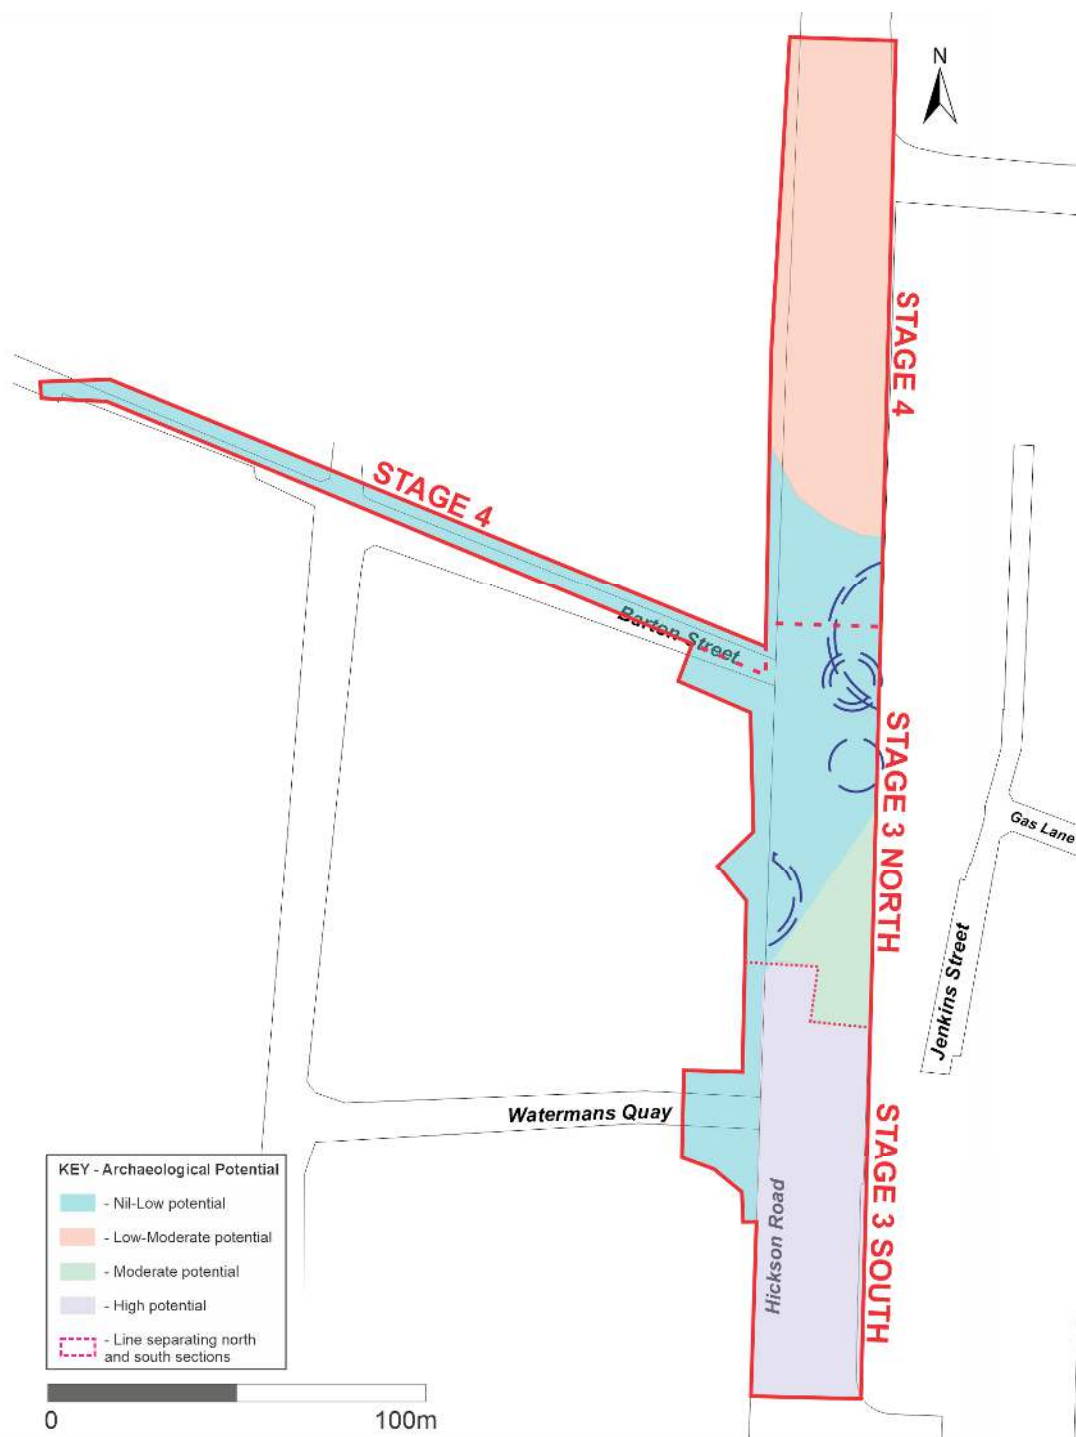 N
STAGE 4
STAGE 4
Barton Street
STAGE 3 NORTH
Gas Lane
Jenkins Street
Watermans Quay
Hickson Road
STAGE 3 SOUTH
KEY - Archaeological Potential
- Nil-Low potential
- Low-Moderate potential
- Moderate potential
- High potential
- Line separating north
and south sections
0
100m